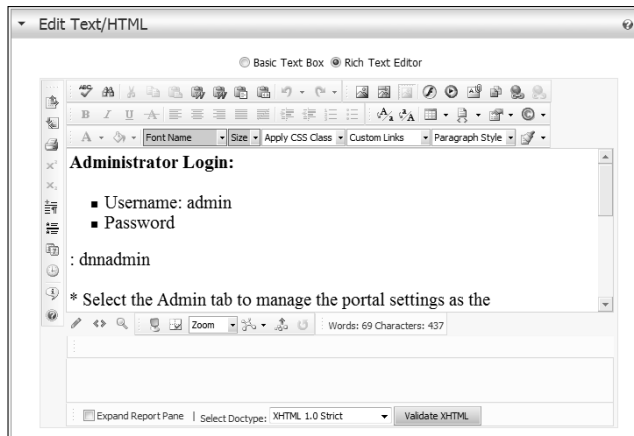 Edit Text/HTML
Basic Text Box Rich Text Editor
ABC
B I U A
A Font Name Size Apply CSS Class Custom Links Paragraph Style
Administrator Login:
Username: admin
Password
: dnnadmin
* Select the Admin tab to manage the portal settings as the
Zoom Words: 69 Characters: 437
Expand Report Pane | Select Doctype: XHTML 1.0 Strict Validate XHTML